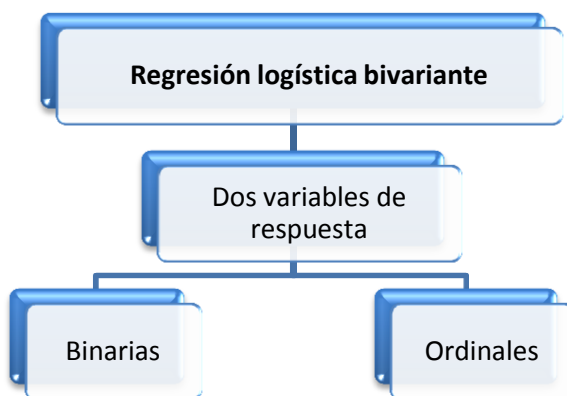 Regresión logística bivariante
Dos variables de
respuesta
Binarias
Ordinales